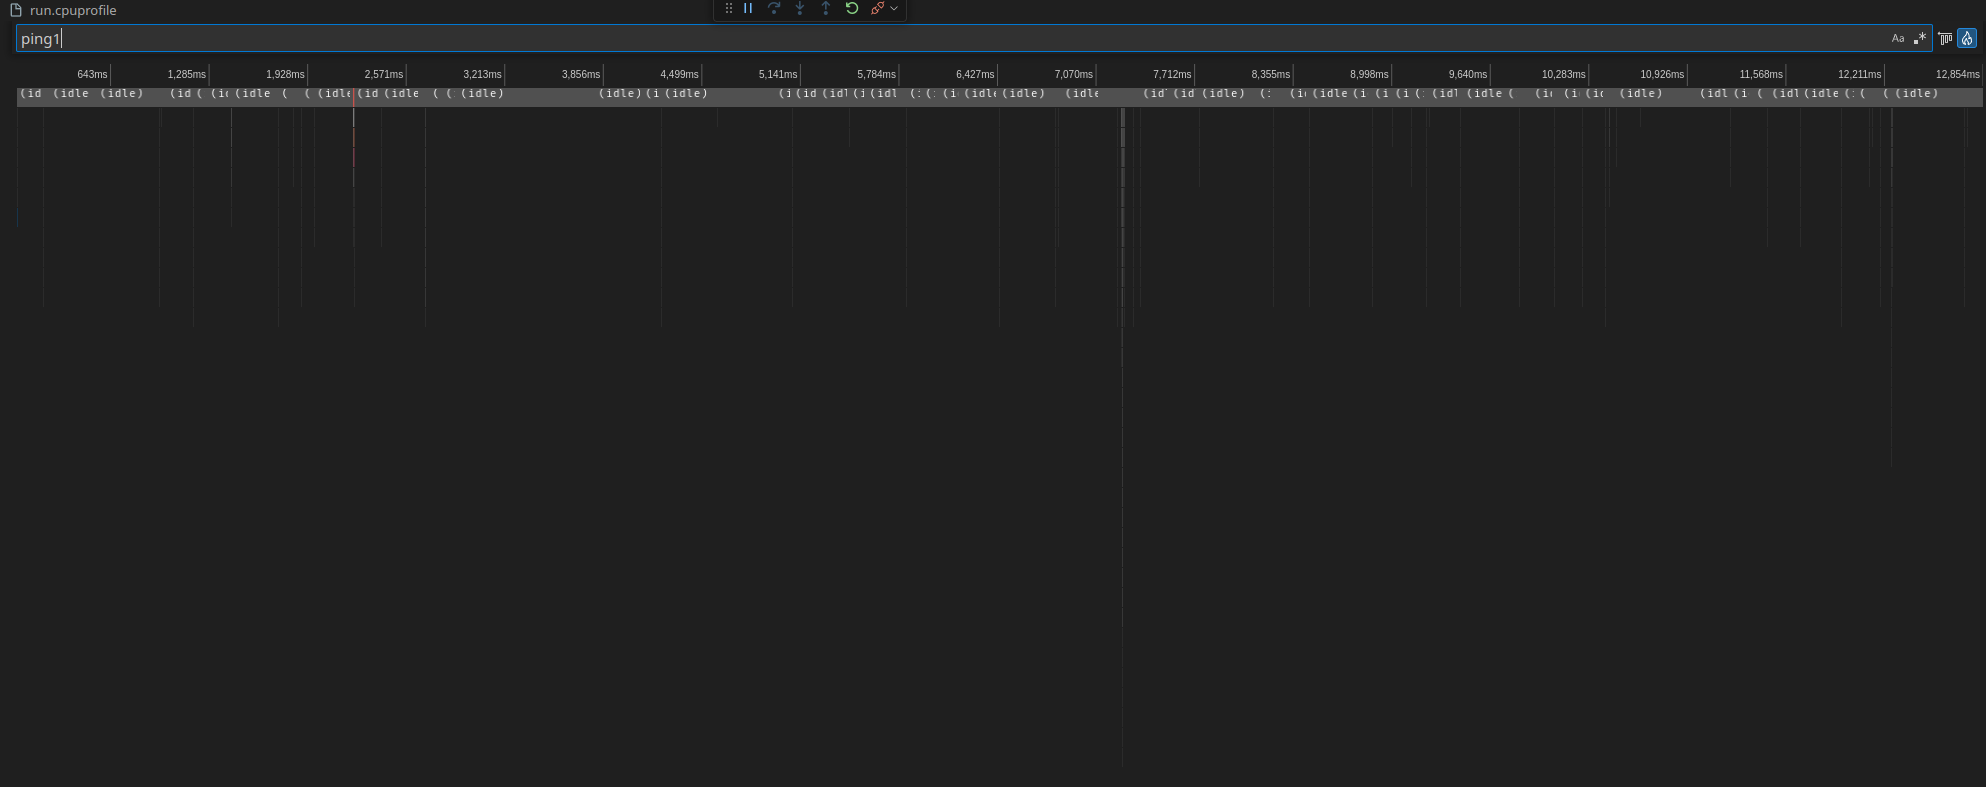 run.cpuprofile
ping1
Aa
643ms 1,285ms 1,928ms 2,571ms 3,213ms 3,856ms 4,499ms 5,141ms 5,784ms 6,427ms 7,070ms 7,712ms 8,355ms 8,998ms 9,640ms 10,283ms 10,926ms 11,568ms 12,211ms 12,854ms
(id (idle (idle) (id ( (i (idle ( ( (idle (id (idle ( ( (idle) (idle) (i (idle) (i (id (idl (i (idl ( ( (i (idle (idle) (idle (id (id (idle) ( (i (idle (i (i (i ( (idl (idle ( (i (i (i (idle) (idl (i ( (idl (idle ( ( ( (idle)